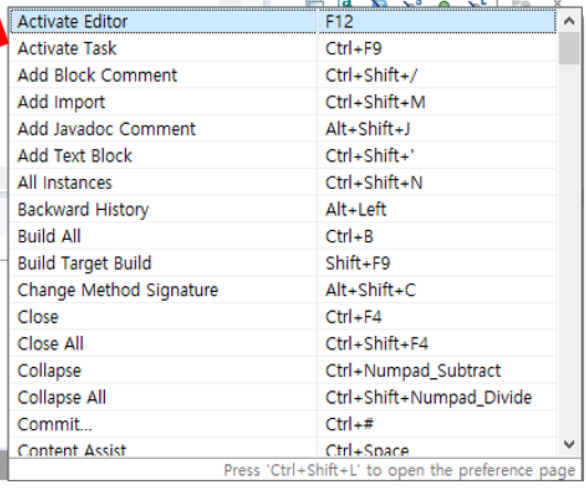 Activate Editor F12
Activate Task Ctrl+F9
Add Block Comment Ctrl+Shift+/
Add Import Ctrl+Shift+M
Add Javadoc Comment Alt+Shift+J
Add Text Block Ctrl+Shift+'
All Instances Ctrl+Shift+N
Backward History Alt+Left
Build All Ctrl+B
Build Target Build Shift+F9
Change Method Signature Alt+Shift+C
Close Ctrl+F4
Close All Ctrl+Shift+F4
Collapse Ctrl+Numpad_Subtract
Collapse All Ctrl+Shift+Numpad_Divide
Commit... Ctrl+#
Content Assist Ctrl+Space
Press 'Ctrl+Shift+L' to open the preference page